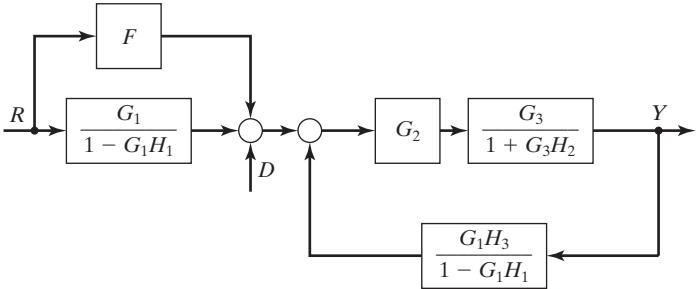 F
R
G₁
1 − G₁H₁
D
G₂
G₃
1 + G₃H₂
Y
G₁H₃
1 − G₁H₁